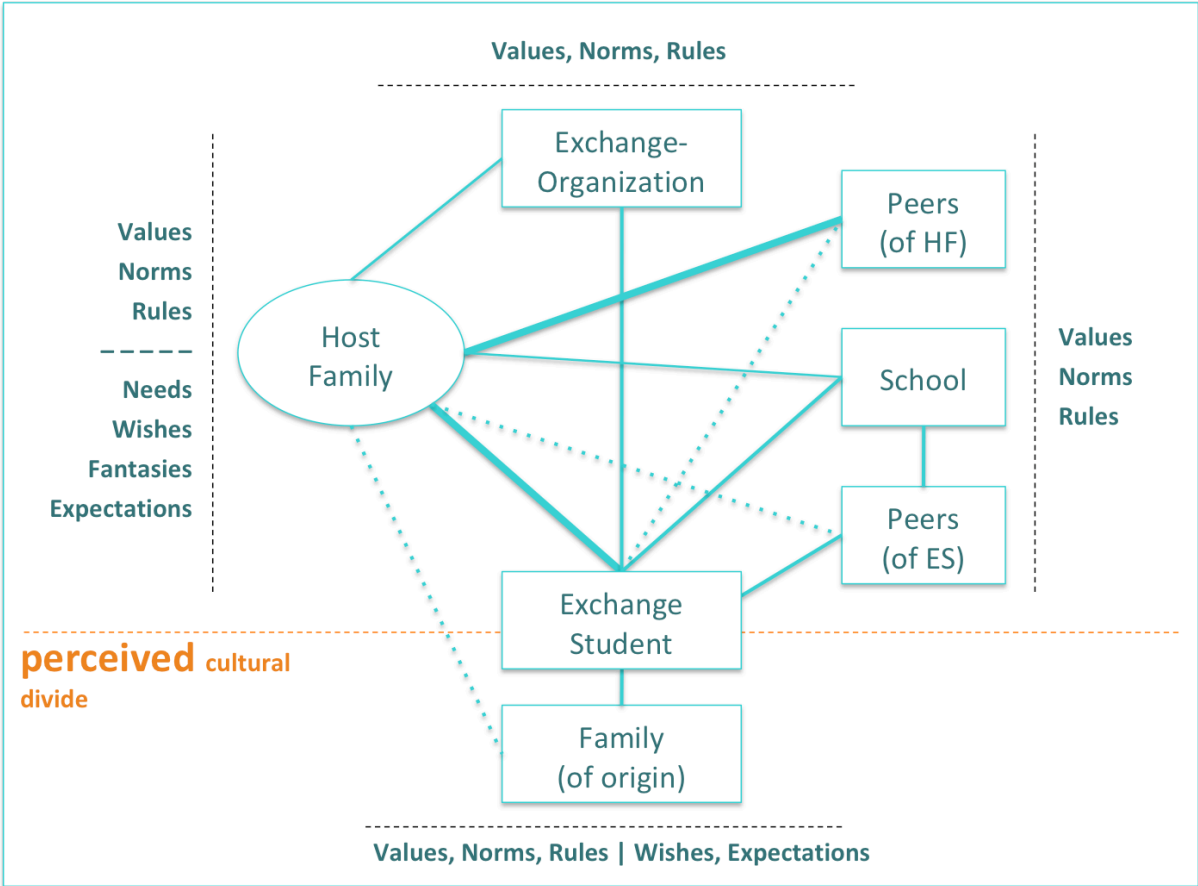 Values, Norms, Rules
Exchange-
Organization
Peers
(of HF)
Values
Norms
Rules
Needs
Wishes
Fantasies
Expectations
Host
Family
School
Values
Norms
Rules
Peers
(of ES)
Exchange
Student
perceived cultural
divide
Family
(of origin)
Values, Norms, Rules | Wishes, Expectations